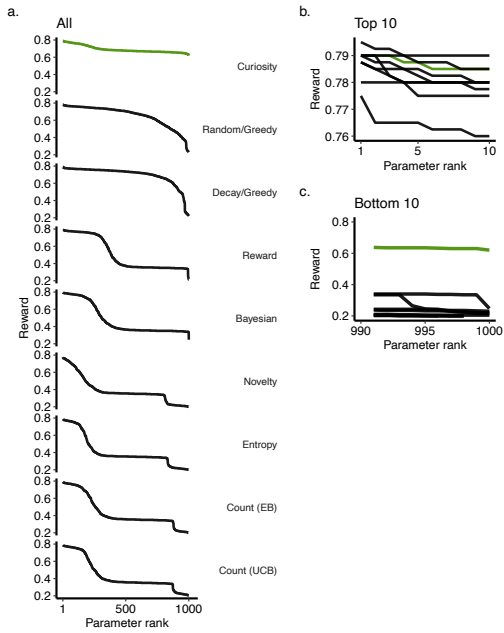 a.
All
Reward
0.8
0.6
0.4
0.2
Curiosity
0.8
0.6
0.4
0.2
Random/Greedy
0.8
0.6
0.4
0.2
Decay/Greedy
0.8
0.4
0.2
Reward
0.8
0.6
0.4
0.2
Bayesian
0.8
0.6
0.4
0.2
Novelty
0.8
0.6
0.4
0.2
Entropy
0.8
0.6
0.4
0.2
Count (EB)
0.8
0.6
0.4
0.2
Count (UCB)
1 500 1000
Parameter rank
b.
Top 10
Reward
0.79
0.78
0.77
0.76
1 5 10
Parameter rank
c.
Bottom 10
Reward
0.8
0.6
0.4
0.2
990 995 1000
Parameter rank